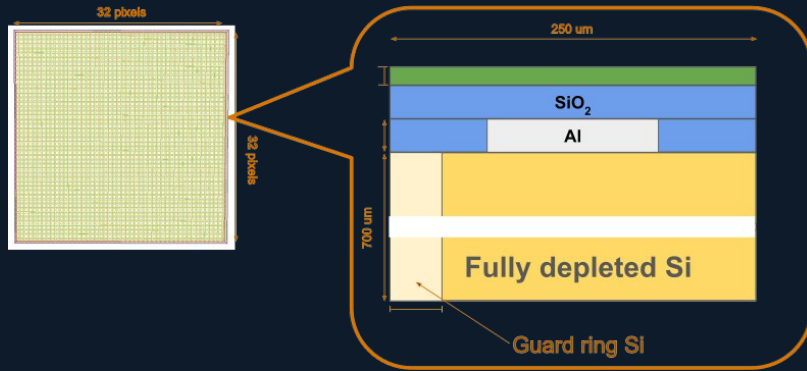 32 pixels
32 pixels
250 um
SiO2
Al
700 um
Fully depleted Si
Guard ring Si